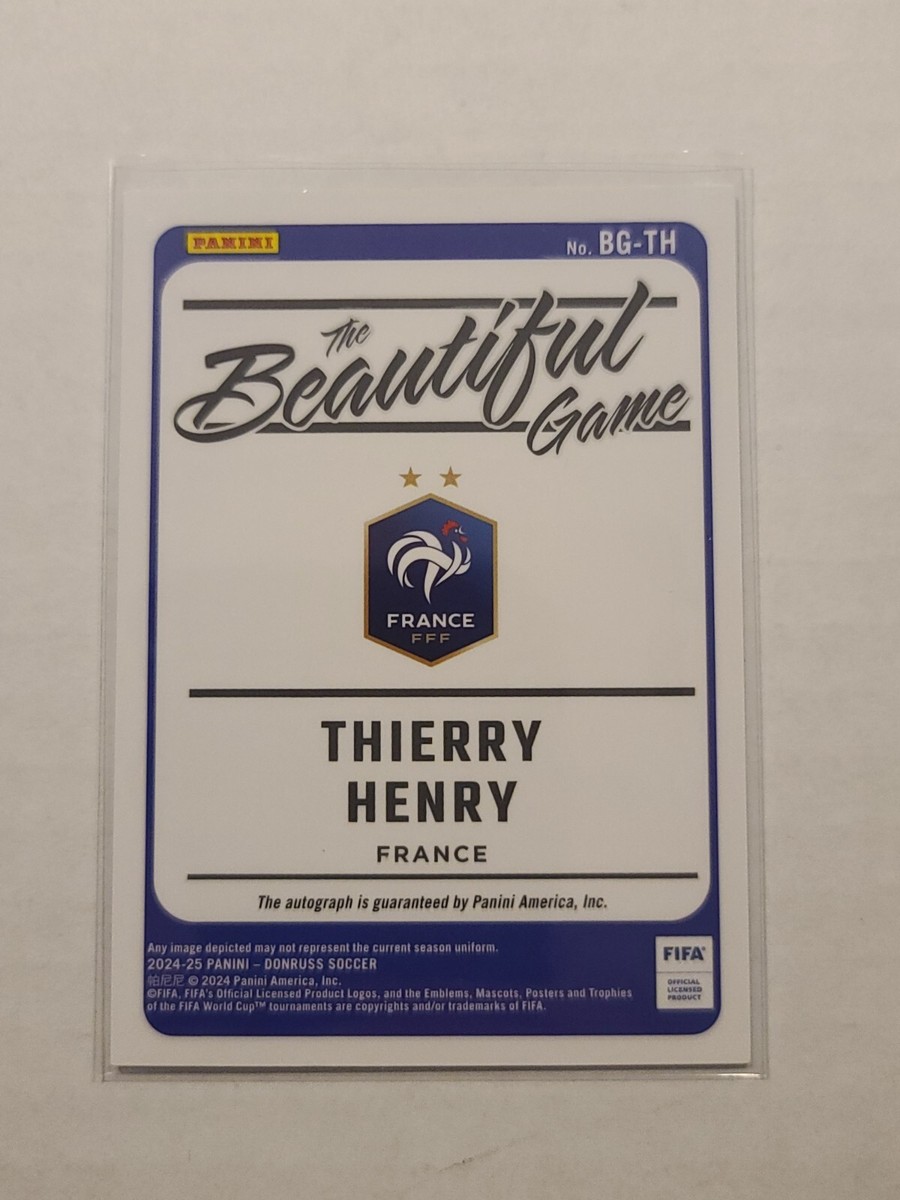 PANINI
No. BG-TH
The
Beautiful
Game
FRANCE
FFF
THIERRY
HENRY
FRANCE
The autograph is guaranteed by Panini America, Inc.
Any image depicted may not represent the current season uniform.
2024-25 PANINI – DONRUSS SOCCER
帕尼尼 © 2024 Panini America, Inc.
©FIFA, FIFA's Official Licensed Product Logos, and the Emblems, Mascots, Posters and Trophies
of the FIFA World Cup™ tournaments are copyrights and/or trademarks of FIFA.
FIFA®
OFFICIAL
LICENSED
PRODUCT